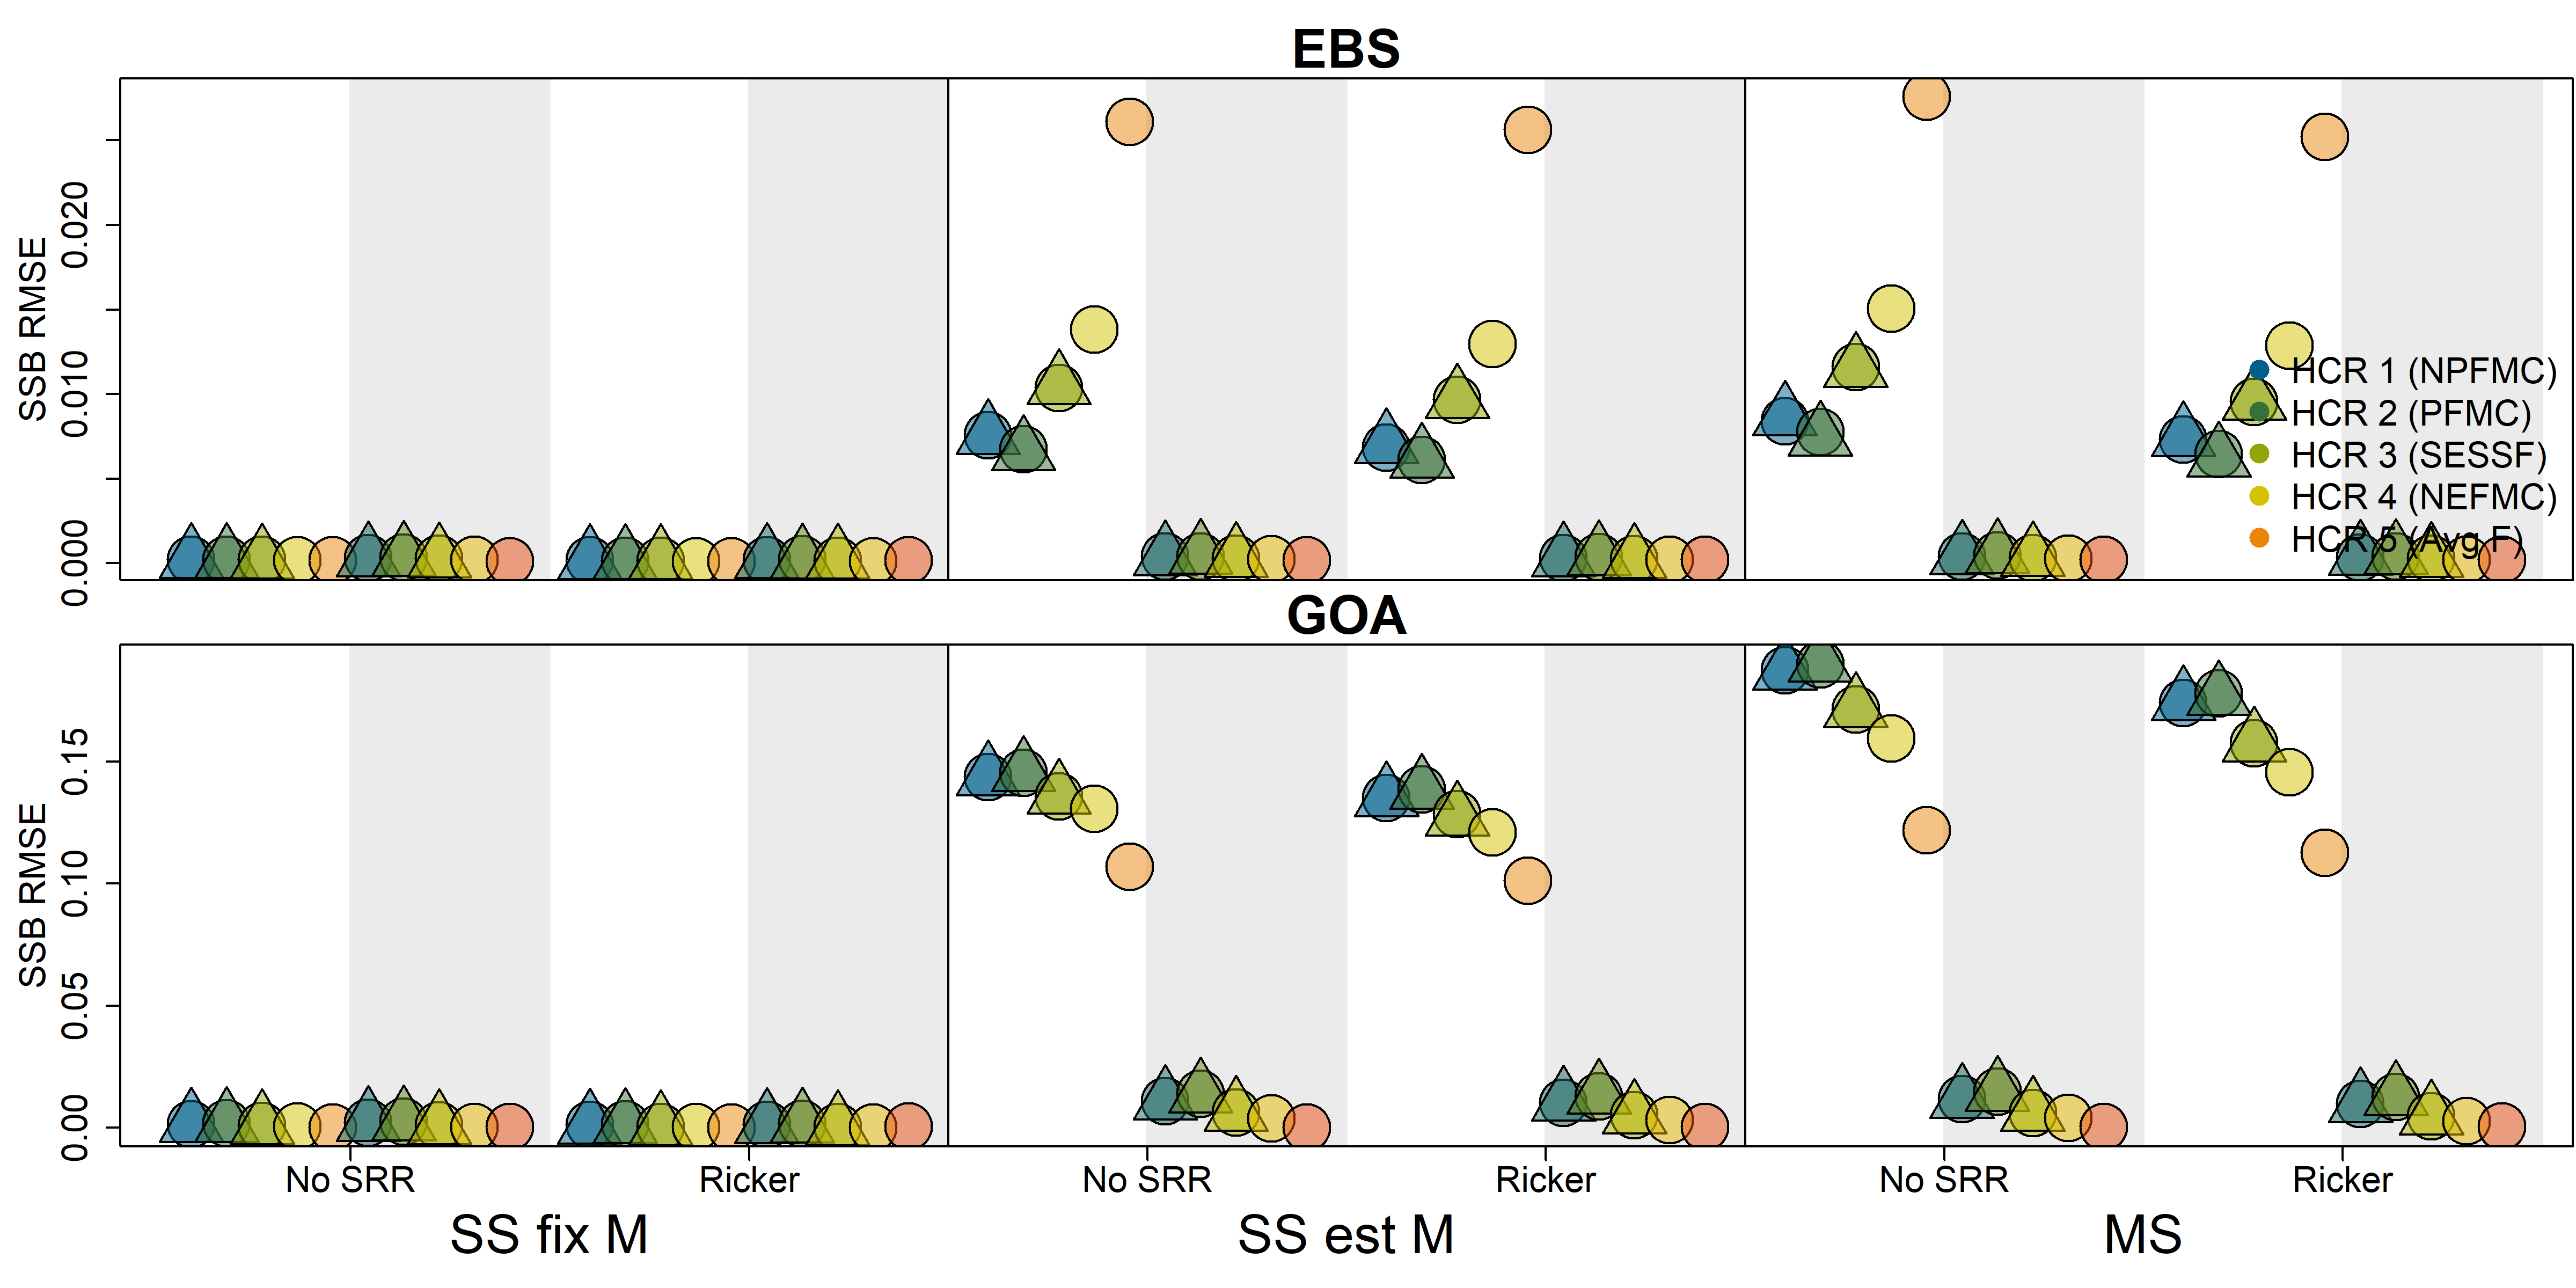 EBS
SSB RMSE
0.020
0.010
0.000
HCR 1 (NPFMC)
HCR 2 (PFMC)
HCR 3 (SESSF)
HCR 4 (NEFMC)
HCR 5 (Avg F)
GOA
SSB RMSE
0.15
0.10
0.05
0.00
No SRR
Ricker
No SRR
Ricker
No SRR
Ricker
SS fix M
SS est M
MS